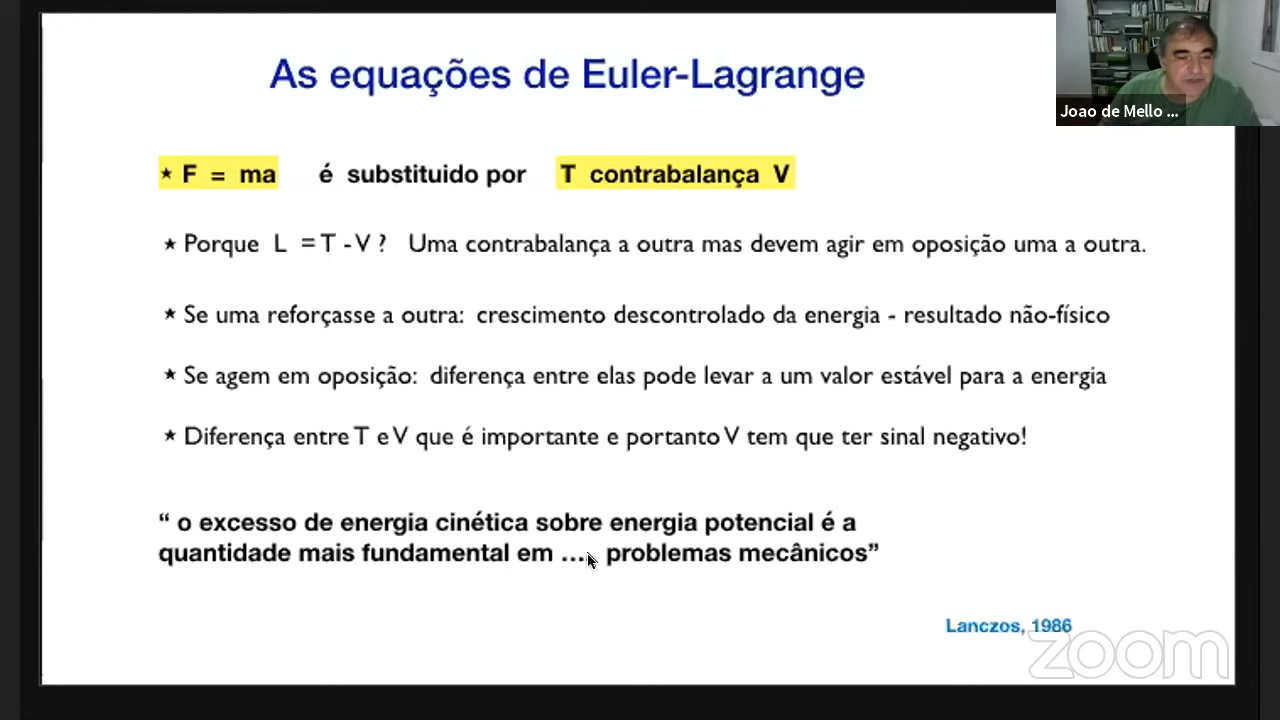 As equações de Euler-Lagrange
Joao de Mello ...
★ F = ma é substituido por T contrabalança V
★ Porque L = T - V ? Uma contrabalança a outra mas devem agir em oposição uma a outra.
★ Se uma reforçasse a outra: crescimento descontrolado da energia - resultado não-físico
★ Se agem em oposição: diferença entre elas pode levar a um valor estável para a energia
★ Diferença entre T e V que é importante e portanto V tem que ter sinal negativo!
“ o excesso de energia cinética sobre energia potencial é a
quantidade mais fundamental em .... problemas mecânicos”
Lanczos, 1986
zoom